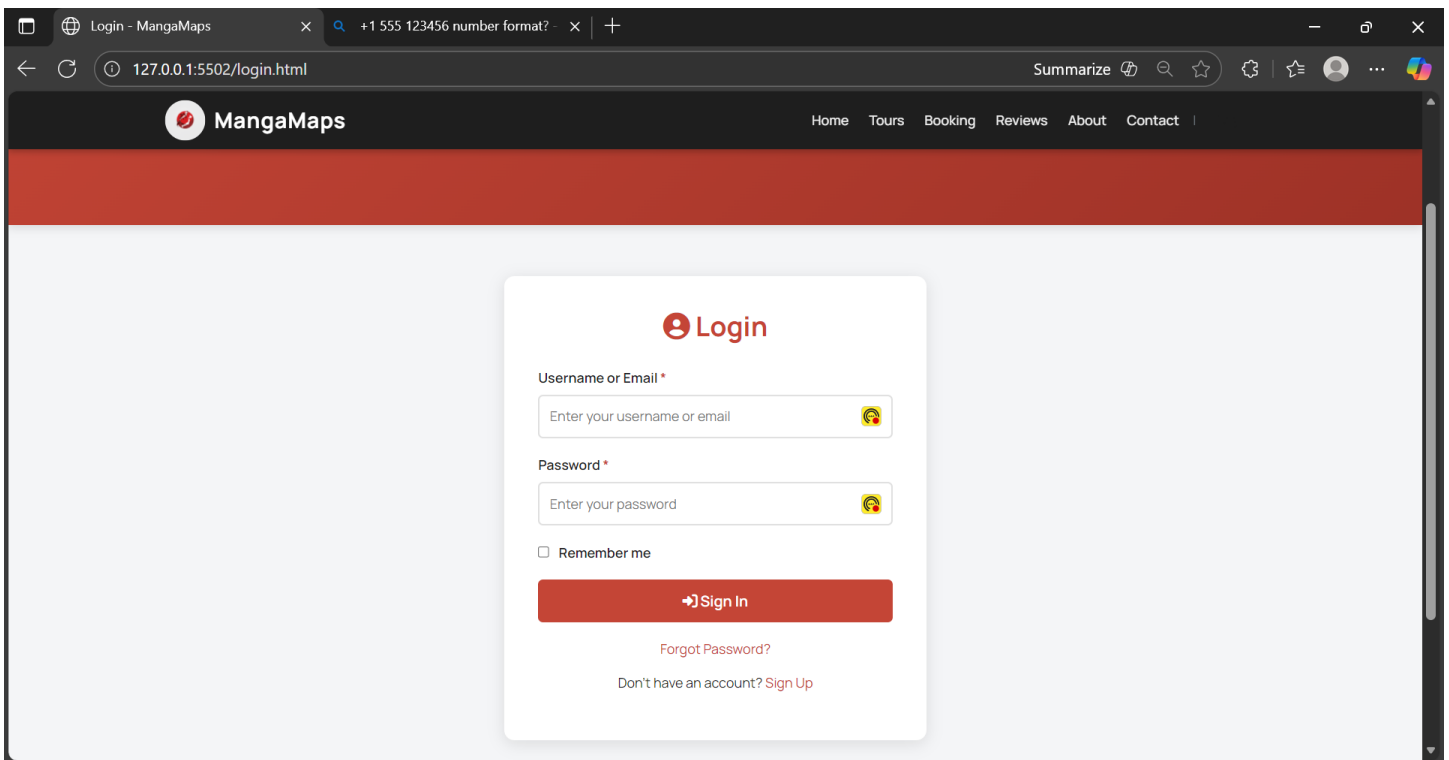 Login - MangaMaps
+1 555 123456 number format? -
127.0.0.1:5502/login.html
Summarize
MangaMaps
Home Tours Booking Reviews About Contact |
Login
Username or Email *
Enter your username or email
Password *
Enter your password
Remember me
Sign In
Forgot Password?
Don't have an account? Sign Up